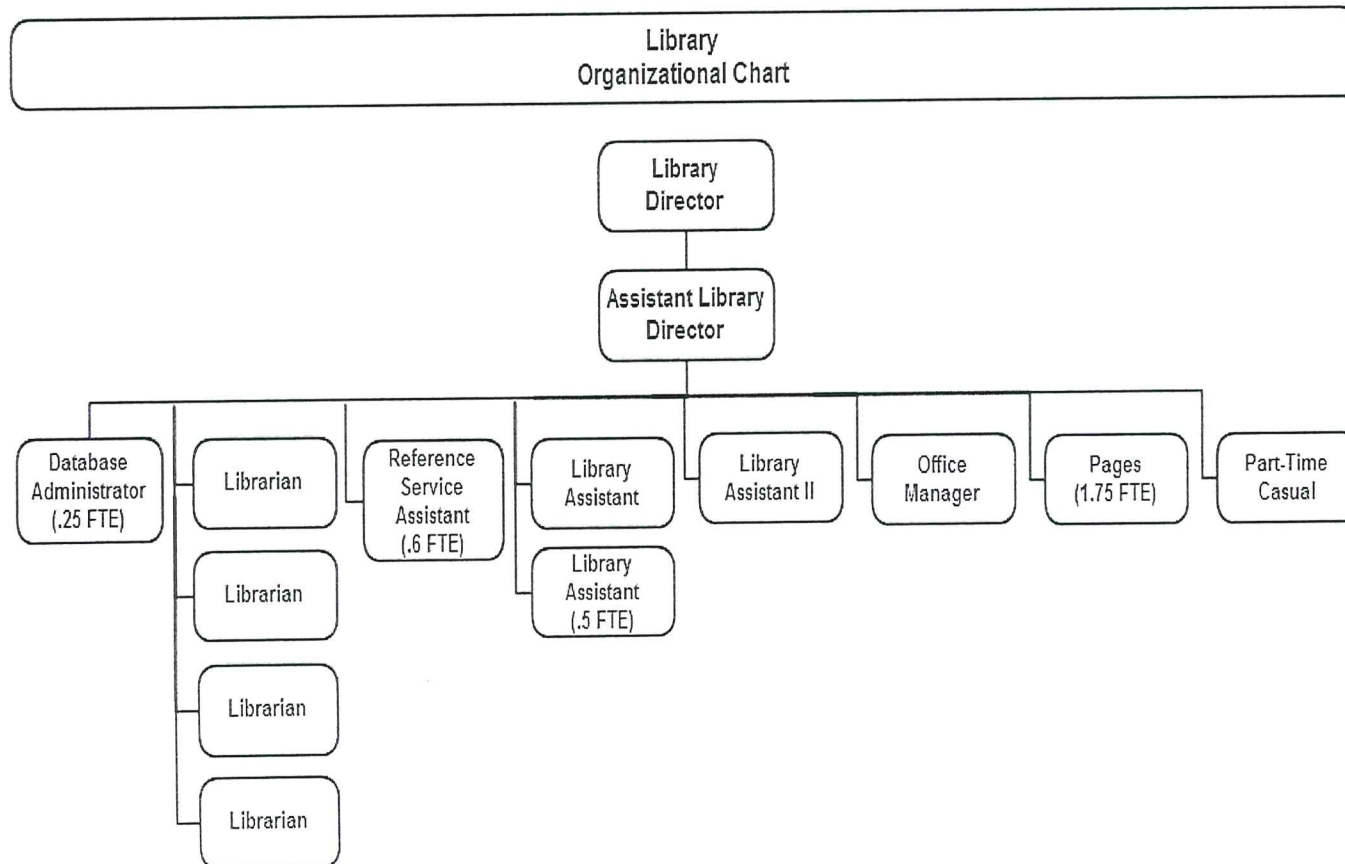 Library
Organizational Chart
Library
Director
Assistant Library
Director
Database
Administrator
(.25 FTE)
Librarian
Librarian
Librarian
Librarian
Reference
Service
Assistant
(.6 FTE)
Library
Assistant
Library
Assistant
(.5 FTE)
Library
Assistant II
Office
Manager
Pages
(1.75 FTE)
Part-Time
Casual